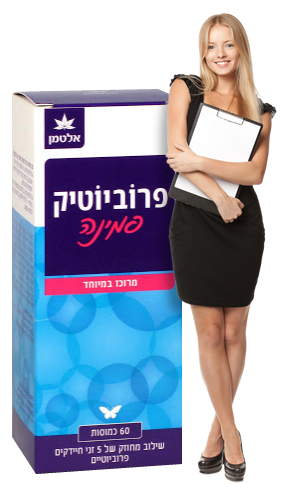 אלטמן
פרוביוטיק
פמינה
מרוכז במיוחד
60 כמוסות
שילוב מחוזק של 5 זני חיידקים
פרוביוטיים